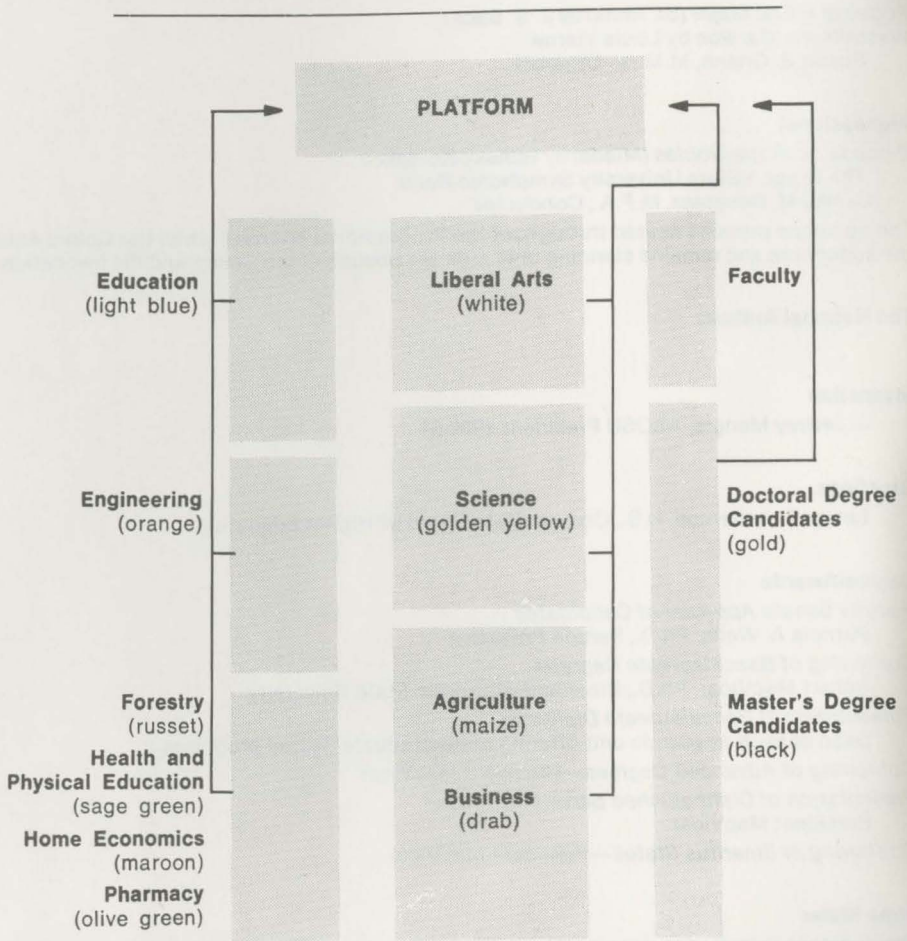 PLATFORM
Education
(light blue)
Liberal Arts
(white)
Faculty
Engineering
(orange)
Science
(golden yellow)
Doctoral Degree
Candidates
(gold)
Forestry
(russet)
Health and
Physical Education
(sage green)
Home Economics
(maroon)
Pharmacy
(olive green)
Agriculture
(maize)
Business
(drab)
Master's Degree
Candidates
(black)